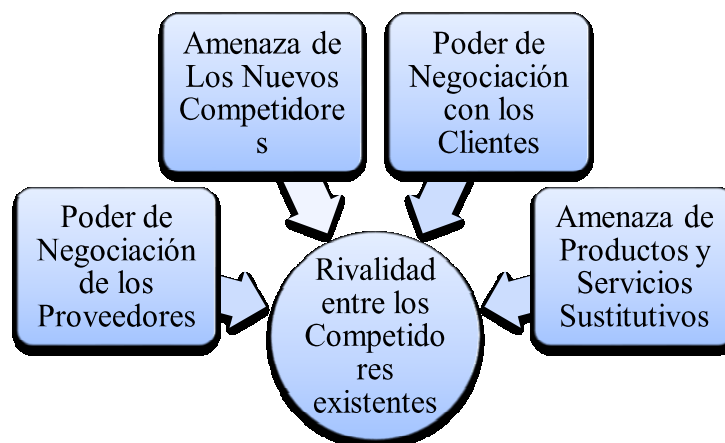 Amenaza de
Los Nuevos
Competidore
s
Poder de
Negociación
con los
Clientes
Poder de
Negociación
de los
Proveedores
Rivalidad
entre los
Competido
res
existentes
Amenaza de
Productos y
Servicios
Sustitutivos